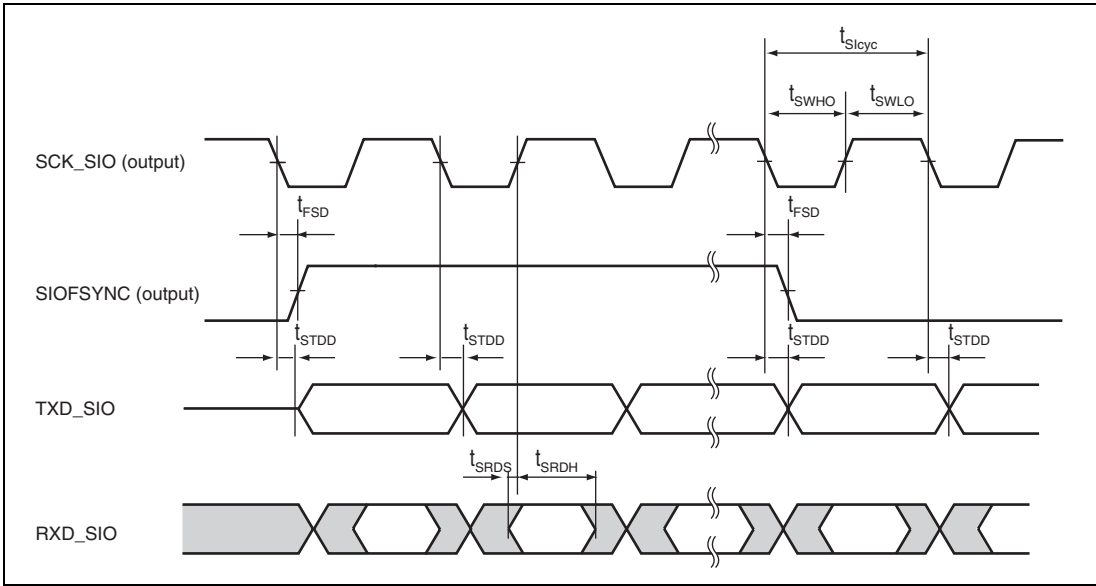 tSIcyc
tSWHO tSWLO
SCK_SIO (output)
tFSD tFSD
SIOFSYNC (output)
tSTDD tSTDD tSTDD tSTDD
TXD_SIO
tSRDS tSRDH
RXD_SIO